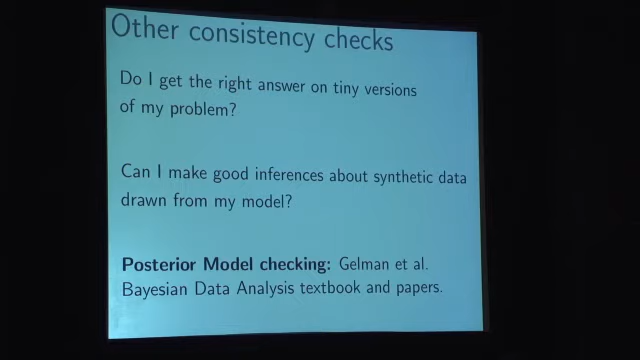 Other consistency checks
Do I get the right answer on tiny versions
of my problem?
Can I make good inferences about synthetic data
drawn from my model?
Posterior Model checking: Gelman et al.
Bayesian Data Analysis textbook and papers.